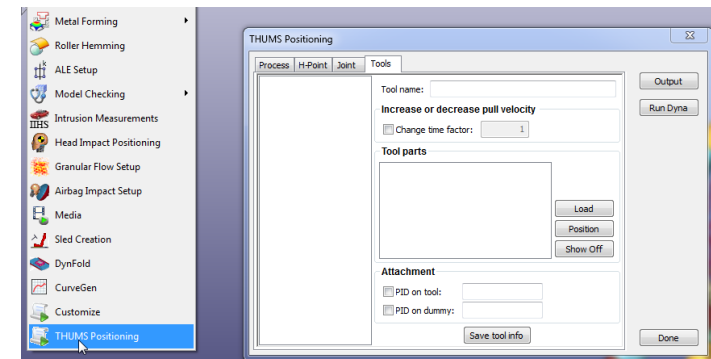 Metal Forming
Roller Hemming
ALE Setup
Model Checking
IIHS Intrusion Measurements
Head Impact Positioning
Granular Flow Setup
Airbag Impact Setup
Media
Sled Creation
DynFold
CurveGen
Customize
THUMS Positioning
THUMS Positioning
Process H-Point Joint Tools
Tool name:
Increase or decrease pull velocity
Change time factor: 1
Tool parts
Load
Position
Show Off
Attachment
PID on tool:
PID on dummy:
Save tool info
Output
Run Dyna
Done